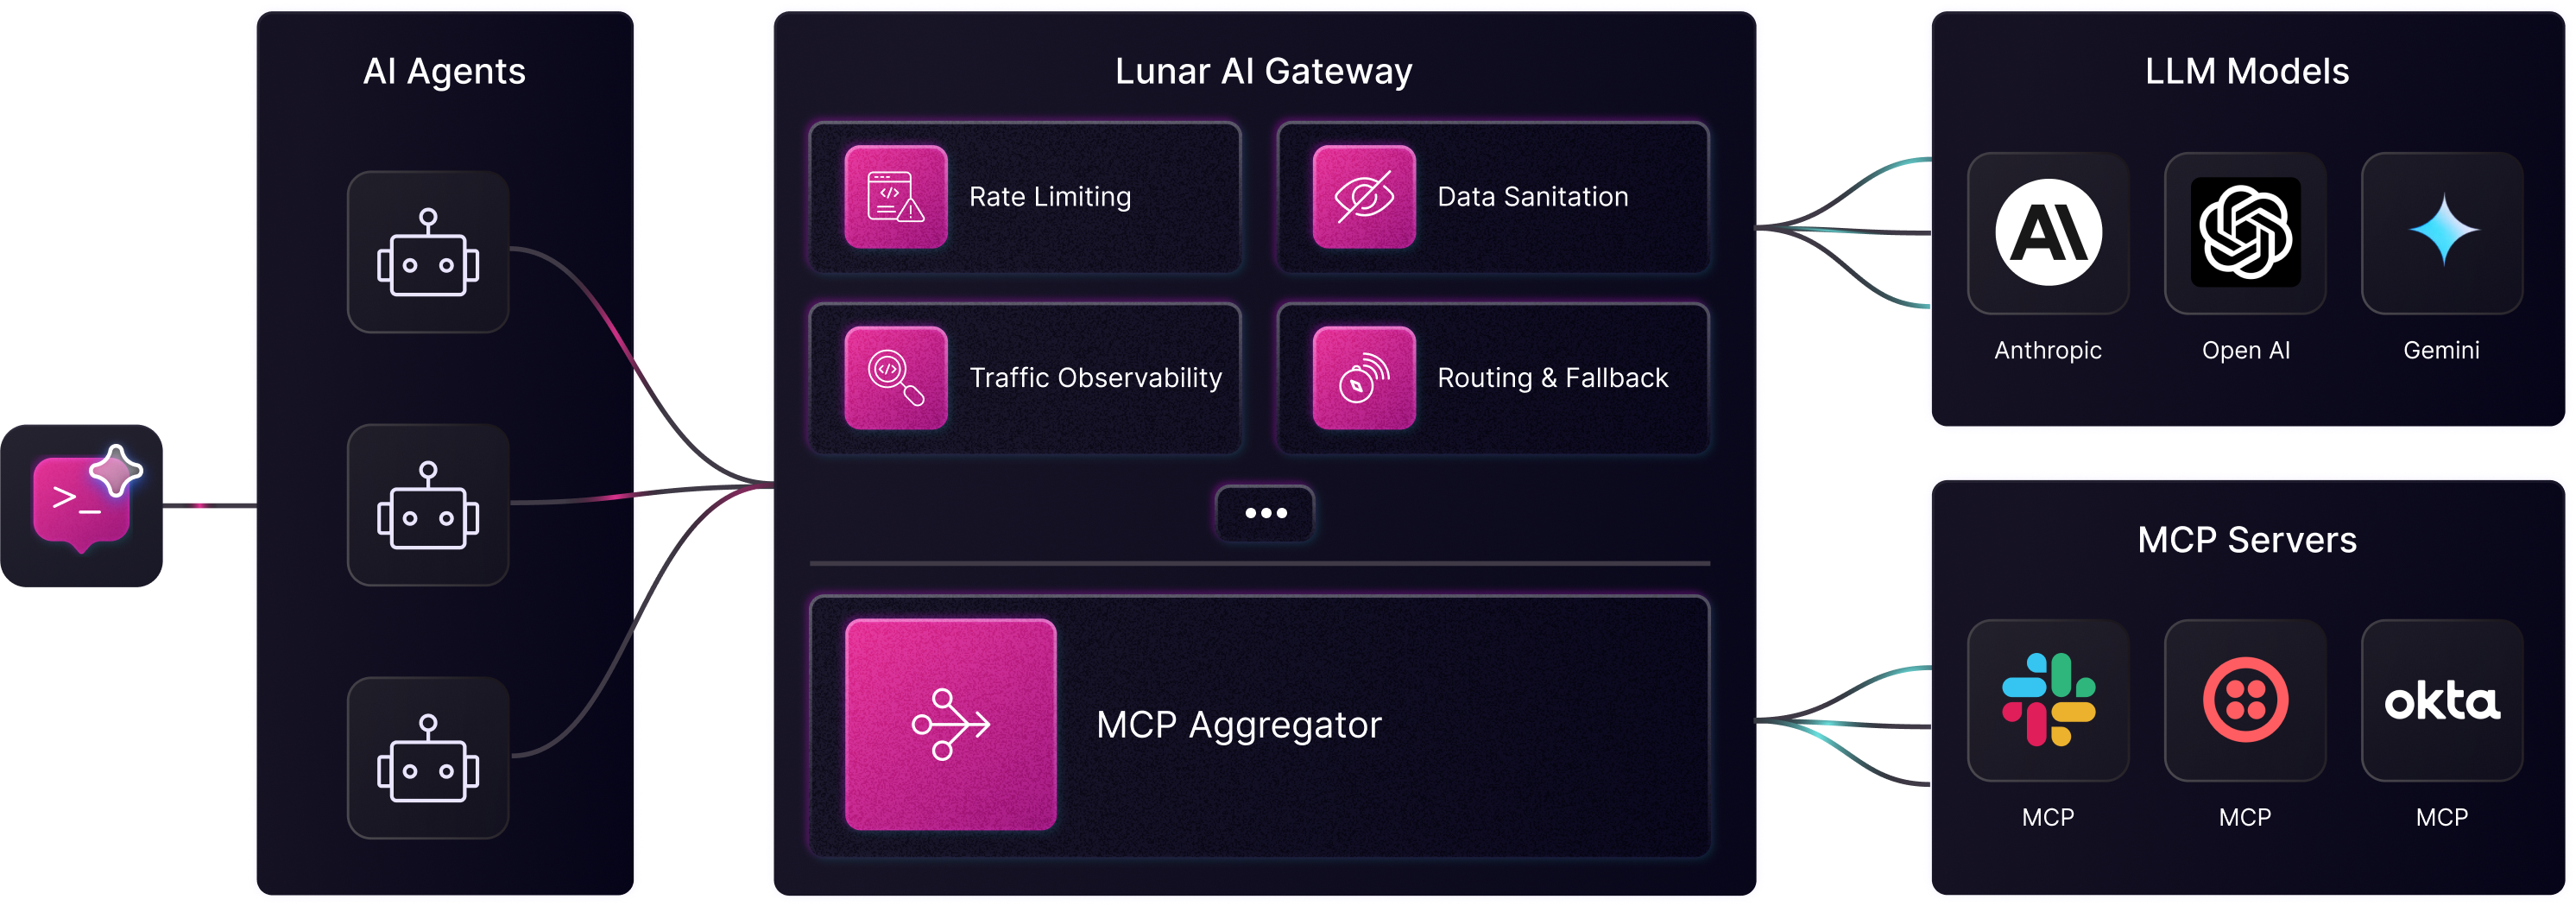 AI Agents
>_
Lunar AI Gateway
</>
Rate Limiting
Data Sanitation
</>
Traffic Observability
Routing & Fallback
MCP Aggregator
LLM Models
AI
Anthropic
Open AI
Gemini
MCP Servers
okta
MCP
MCP
MCP